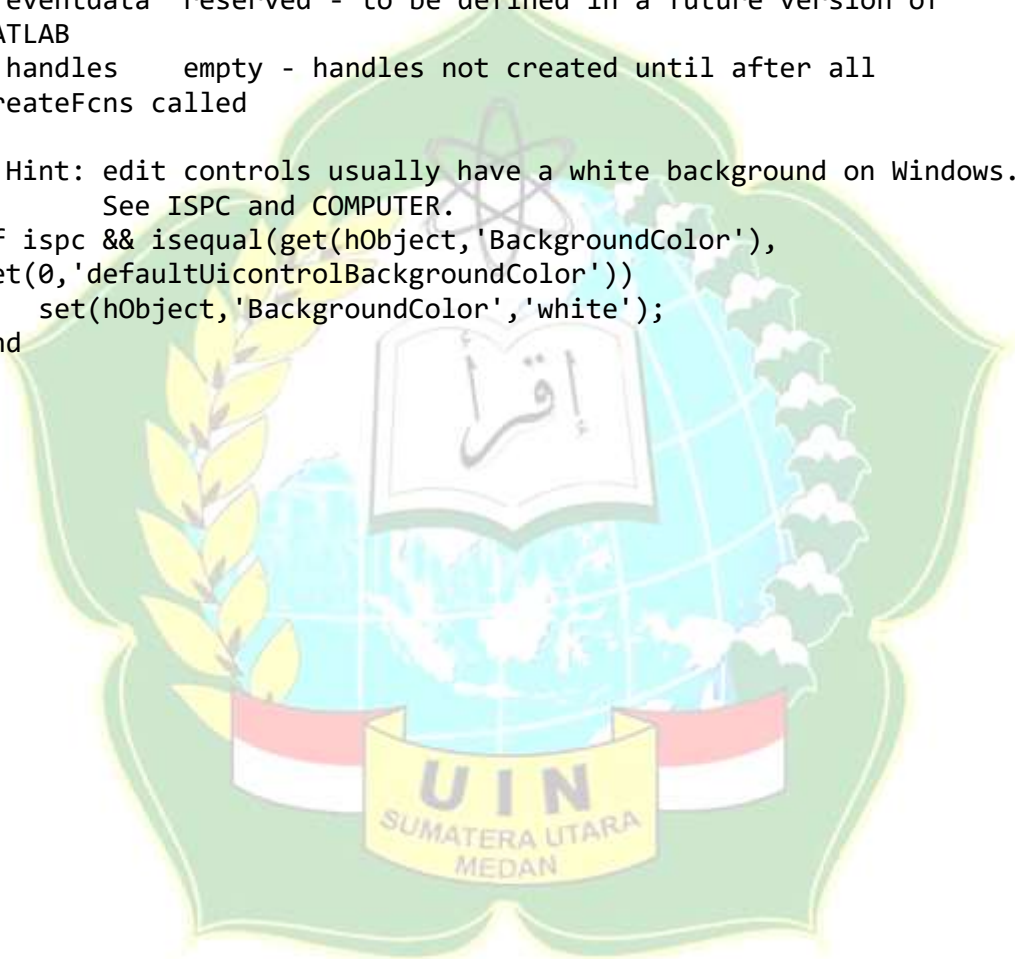 eventdata  reserved - to be defined in a future version of
ATLAB
handles    empty - handles not created until after all
reateFcns called
Hint: edit controls usually have a white background on Windows.
See ISPC and COMPUTER.
f ispc && isequal(get(hObject,'BackgroundColor'),
et(0,'defaultUicontrolBackgroundColor'))
set(hObject,'BackgroundColor','white');
nd
إقرأ
UIN
SUMATERA UTARA
MEDAN